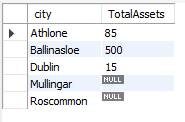 city TotalAssets
Athlone 85
Ballinasloe 500
Dublin 15
Mullingar NULL
Roscommon NULL